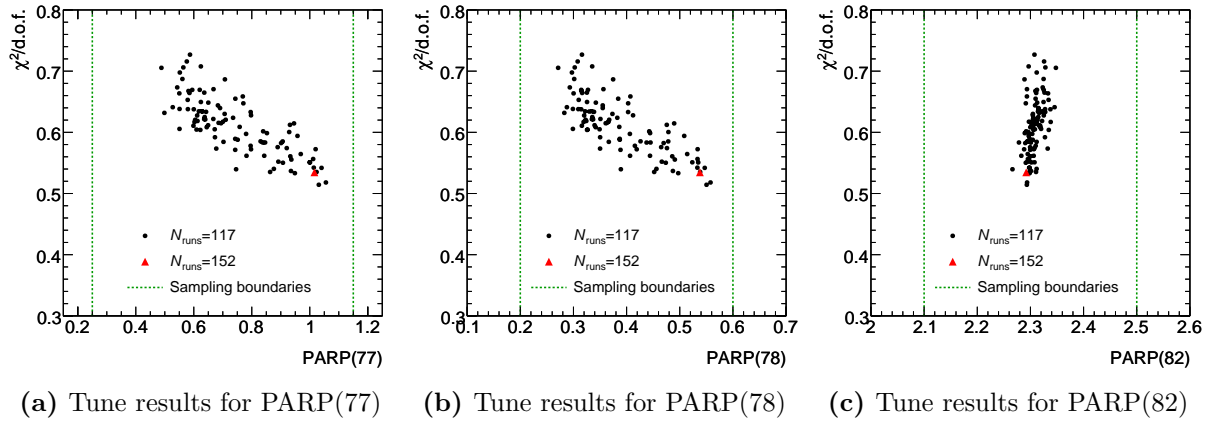 χ²/d.o.f.
0.8
0.7
0.6
0.5
0.4
0.3
N_runs=117
N_runs=152
Sampling boundaries
0.2 0.4 0.6 0.8 1 1.2
PARP(77)
(a) Tune results for PARP(77)
χ²/d.o.f.
0.8
0.7
0.6
0.5
0.4
0.3
N_runs=117
N_runs=152
Sampling boundaries
0.1 0.2 0.3 0.4 0.5 0.6 0.7
PARP(78)
(b) Tune results for PARP(78)
χ²/d.o.f.
0.8
0.7
0.6
0.5
0.4
0.3
N_runs=117
N_runs=152
Sampling boundaries
2 2.1 2.2 2.3 2.4 2.5 2.6
PARP(82)
(c) Tune results for PARP(82)